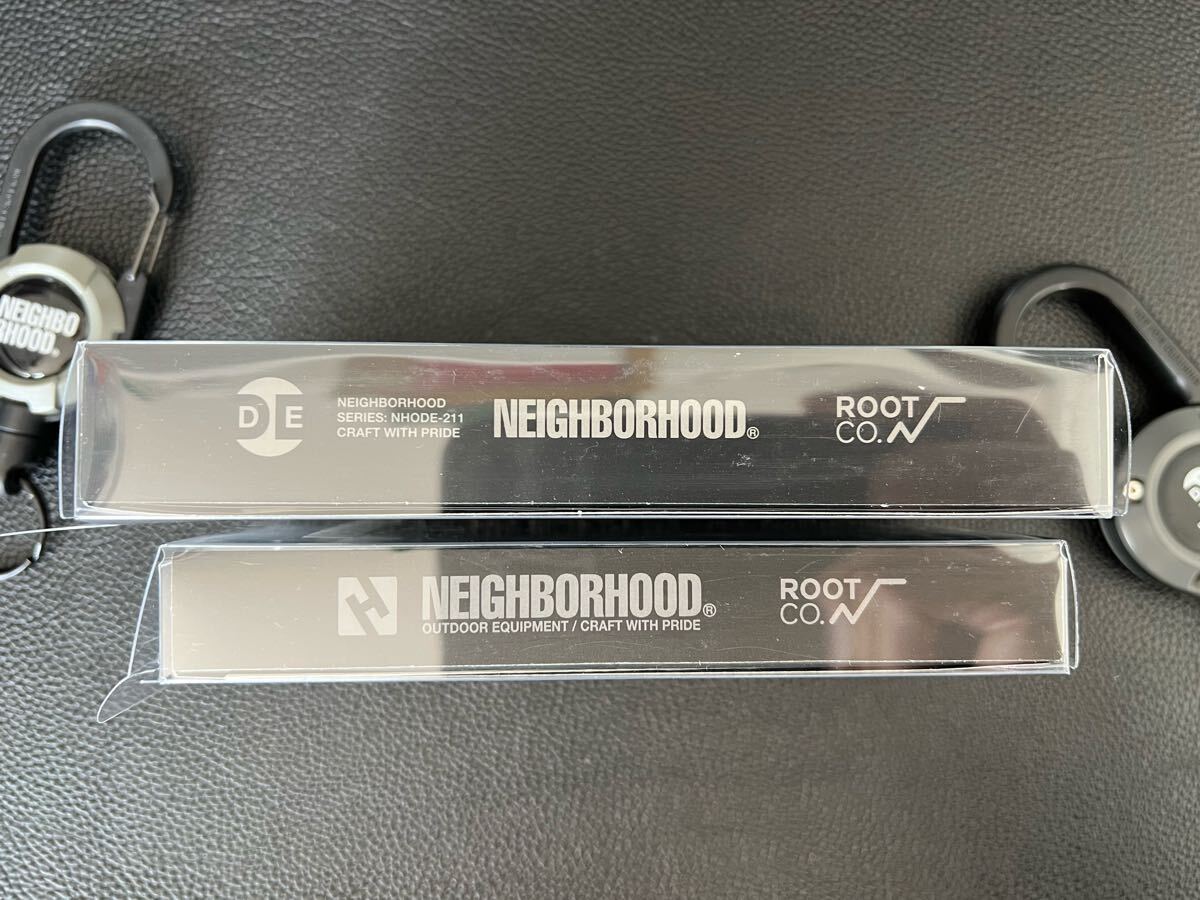 NEIGHBO
RHOOD®
D E
NEIGHBORHOOD
SERIES: NHODE-211
CRAFT WITH PRIDE
NEIGHBORHOOD®
ROOT
CO.
NEIGHBORHOOD®
OUTDOOR EQUIPMENT / CRAFT WITH PRIDE
ROOT
CO.